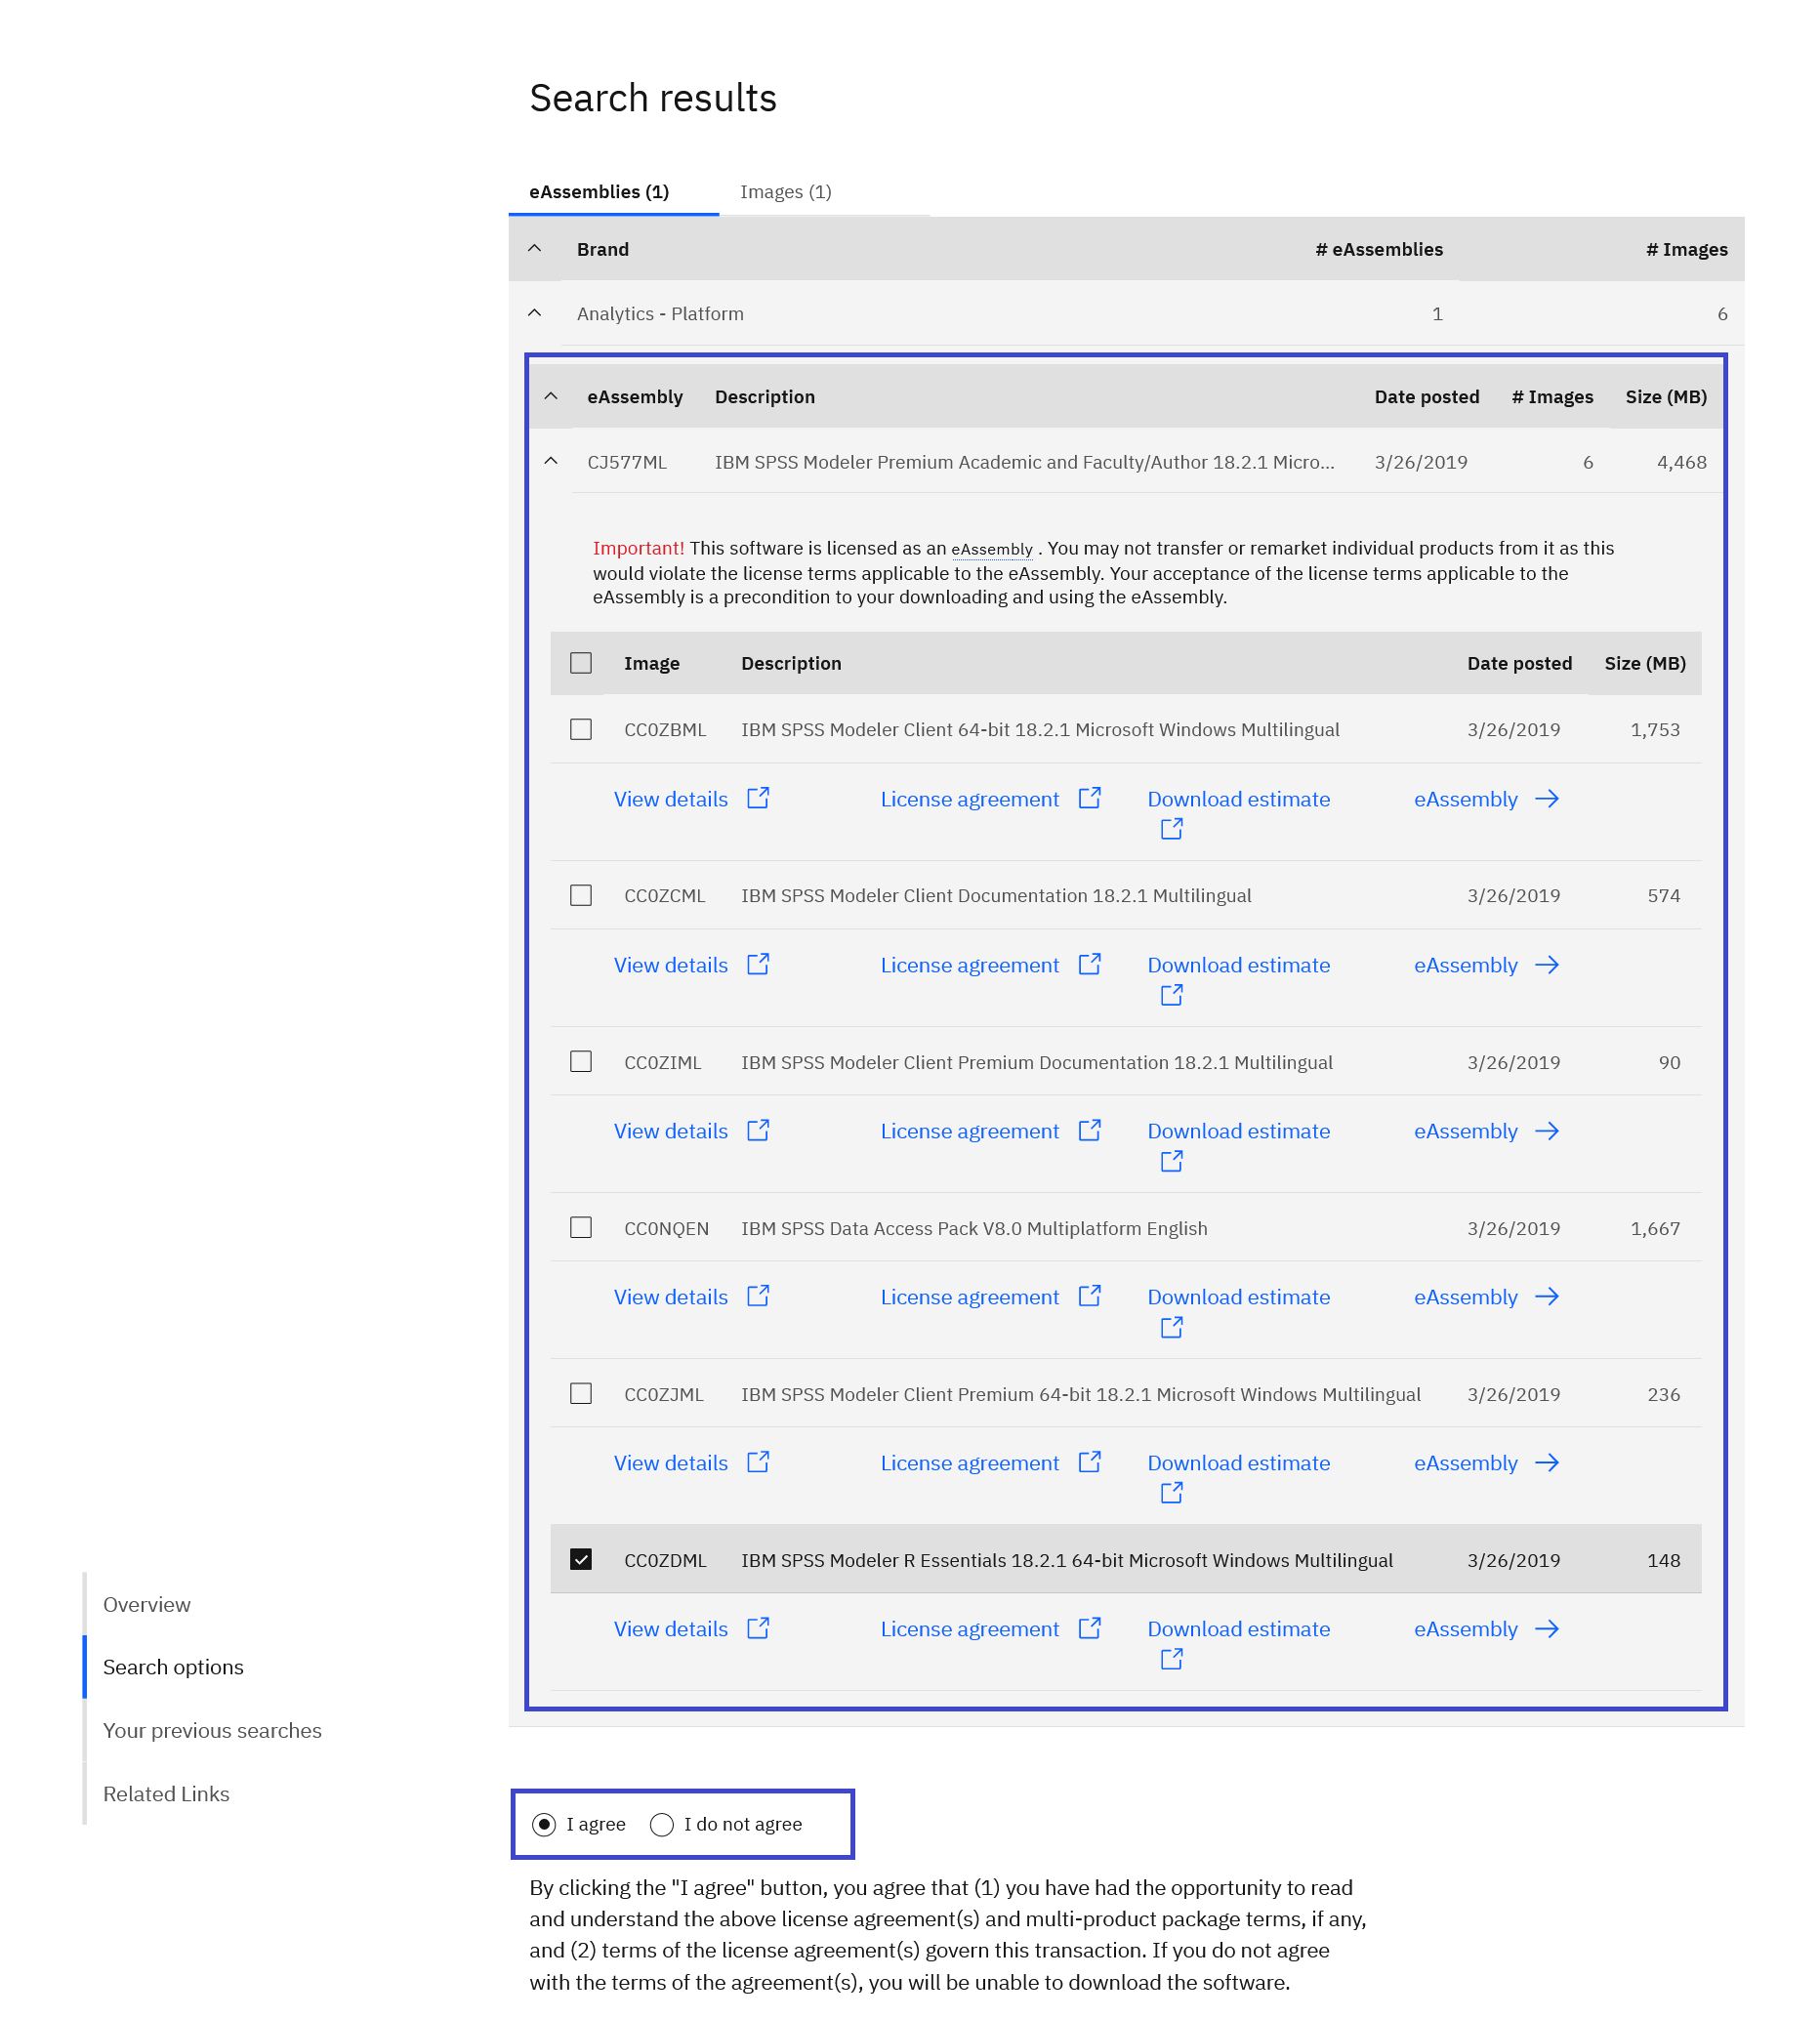 Search results
eAssemblies (1) Images (1)
Brand # eAssemblies # Images
Analytics - Platform 1 6
eAssembly Description Date posted # Images Size (MB)
CJ577ML IBM SPSS Modeler Premium Academic and Faculty/Author 18.2.1 Micro... 3/26/2019 6 4,468
Important! This software is licensed as an eAssembly . You may not transfer or remarket individual products from it as this
would violate the license terms applicable to the eAssembly. Your acceptance of the license terms applicable to the
eAssembly is a precondition to your downloading and using the eAssembly.
Image Description Date posted Size (MB)
CC0ZBML IBM SPSS Modeler Client 64-bit 18.2.1 Microsoft Windows Multilingual 3/26/2019 1,753
View details License agreement Download estimate eAssembly
CC0ZCML IBM SPSS Modeler Client Documentation 18.2.1 Multilingual 3/26/2019 574
View details License agreement Download estimate eAssembly
CC0ZIML IBM SPSS Modeler Client Premium Documentation 18.2.1 Multilingual 3/26/2019 90
View details License agreement Download estimate eAssembly
CC0NQEN IBM SPSS Data Access Pack V8.0 Multiplatform English 3/26/2019 1,667
View details License agreement Download estimate eAssembly
CC0ZJML IBM SPSS Modeler Client Premium 64-bit 18.2.1 Microsoft Windows Multilingual 3/26/2019 236
View details License agreement Download estimate eAssembly
CC0ZDML IBM SPSS Modeler R Essentials 18.2.1 64-bit Microsoft Windows Multilingual 3/26/2019 148
View details License agreement Download estimate eAssembly
Overview
Search options
Your previous searches
Related Links
I agree I do not agree
By clicking the "I agree" button, you agree that (1) you have had the opportunity to read
and understand the above license agreement(s) and multi-product package terms, if any,
and (2) terms of the license agreement(s) govern this transaction. If you do not agree
with the terms of the agreement(s), you will be unable to download the software.